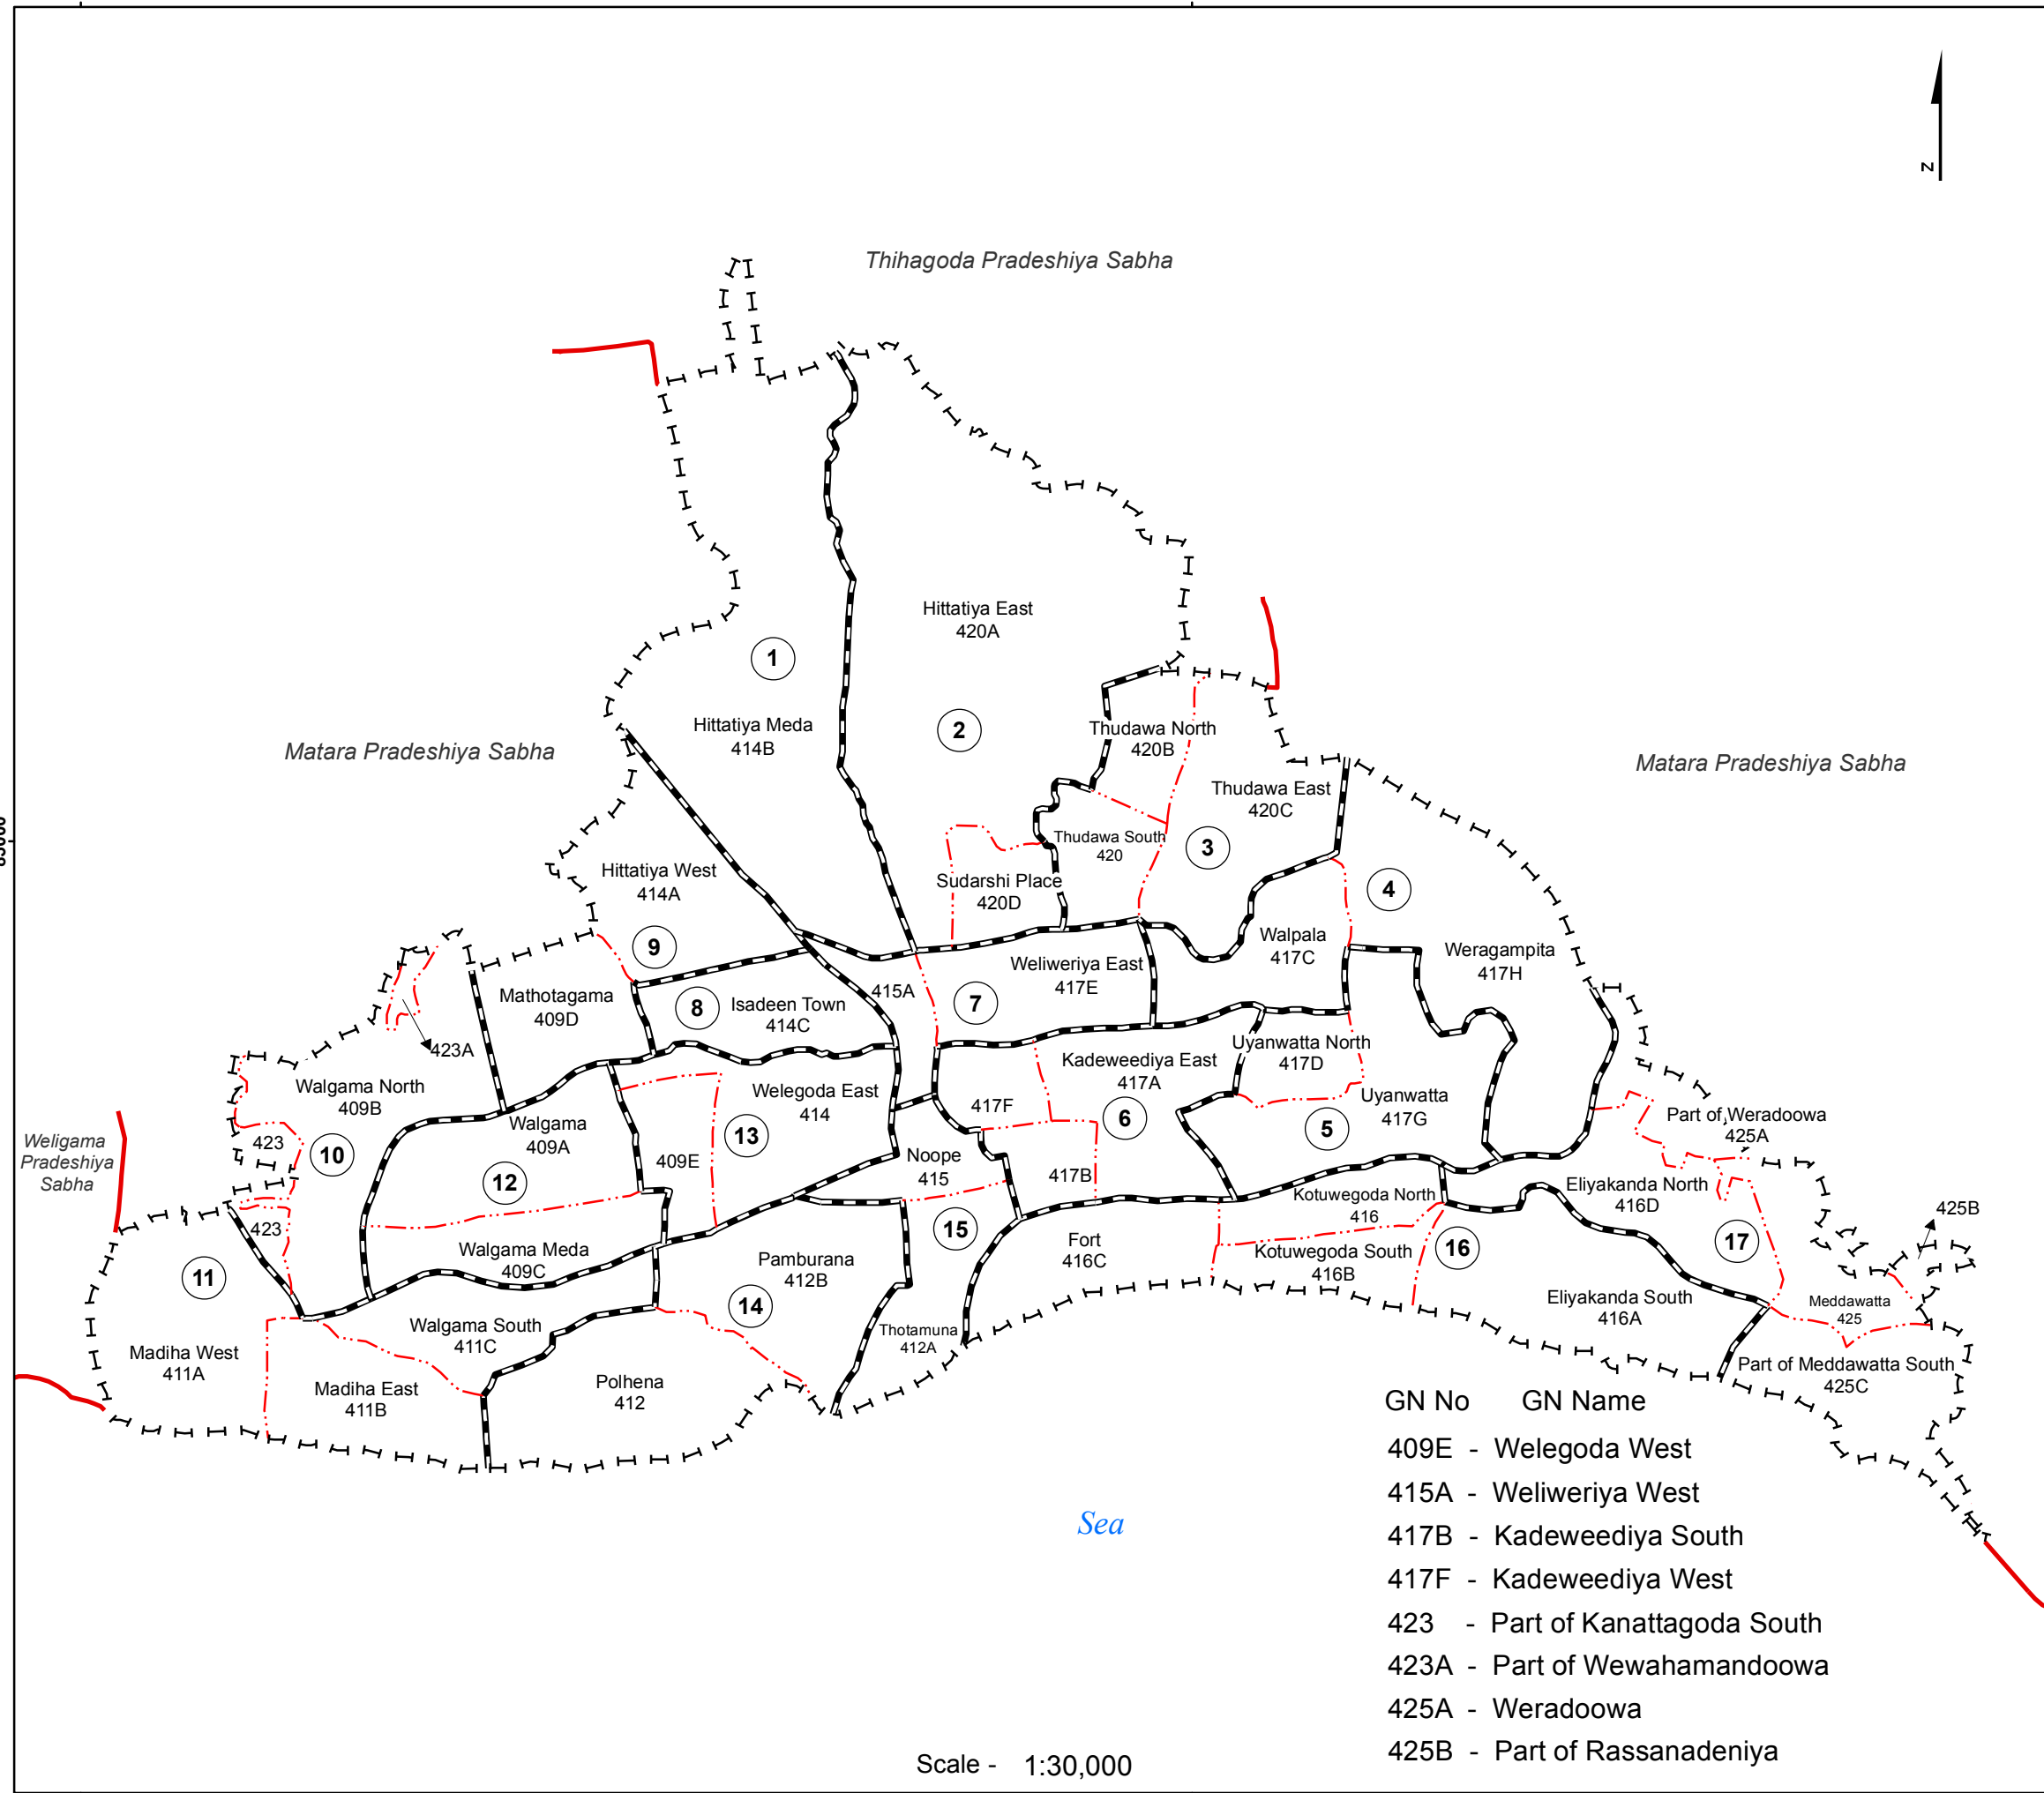 Thihagoda Pradeshiya Sabha
N
Hittatiya East
420A
1
Hittatiya Meda
414B
2
Thudawa North
420B
Matara Pradeshiya Sabha
Matara Pradeshiya Sabha
Thudawa East
420C
Thudawa South
420
3
Hittatiya West
414A
Sudarshi Place
420D
4
9
Walpala
417C
Weragampita
417H
Weliweriya East
417E
415A
7
Mathotagama
409D
8
Isadeen Town
414C
423A
Walgama North
409B
Uyanwatta North
417D
Kadeweediya East
417A
Welegoda East
414
Uyanwatta
417G
417F
6
5
Part of Weradoowa
425A
Weligama
Pradeshiya
Sabha
423
10
Walgama
409A
13
409E
12
Noope
415
417B
Kotuwegoda North
416
Eliyakanda North
416D
425B
423
15
Fort
416C
Kotuwegoda South
416B
16
17
Walgama Meda
409C
Pamburana
412B
11
14
Eliyakanda South
416A
Meddawatta
425
Walgama South
411C
Thotamuna
412A
Madiha West
411A
Madiha East
411B
Polhena
412
Part of Meddawatta South
425C
Sea
GN No GN Name
409E - Welegoda West
415A - Weliweriya West
417B - Kadeweediya South
417F - Kadeweediya West
423 - Part of Kanattagoda South
423A - Part of Wewahamandoowa
425A - Weradoowa
425B - Part of Rassanadeniya
Scale - 1:30,000